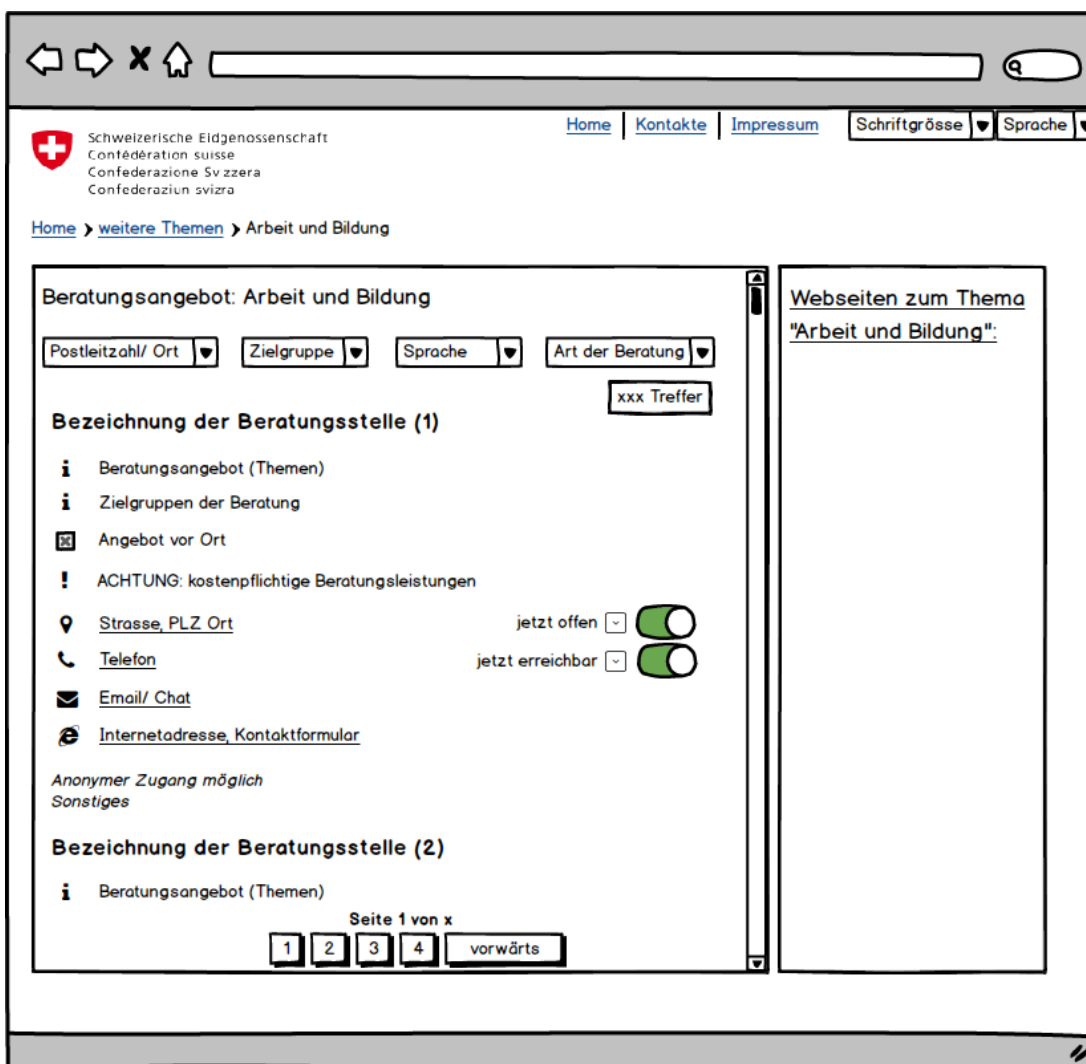 Schweizerische Eidgenossenschaft
Confédération suisse
Confederazione Svizzera
Confederaziun svizra
Home | Kontakte | Impressum
Schriftgrösse
Sprache
Home > weitere Themen > Arbeit und Bildung
Beratungsangebot: Arbeit und Bildung
Postleitzahl/ Ort
Zielgruppe
Sprache
Art der Beratung
xxx Treffer
Bezeichnung der Beratungsstelle (1)
Beratungsangebot (Themen)
Zielgruppen der Beratung
Angebot vor Ort
ACHTUNG: kostenpflichtige Beratungsleistungen
Strasse, PLZ Ort
jetzt offen
Telefon
jetzt erreichbar
Email/ Chat
Internetadresse, Kontaktformular
Anonymer Zugang möglich
Sonstiges
Bezeichnung der Beratungsstelle (2)
Beratungsangebot (Themen)
Seite 1 von x
1 2 3 4 vorwärts
Webseiten zum Thema
"Arbeit und Bildung":